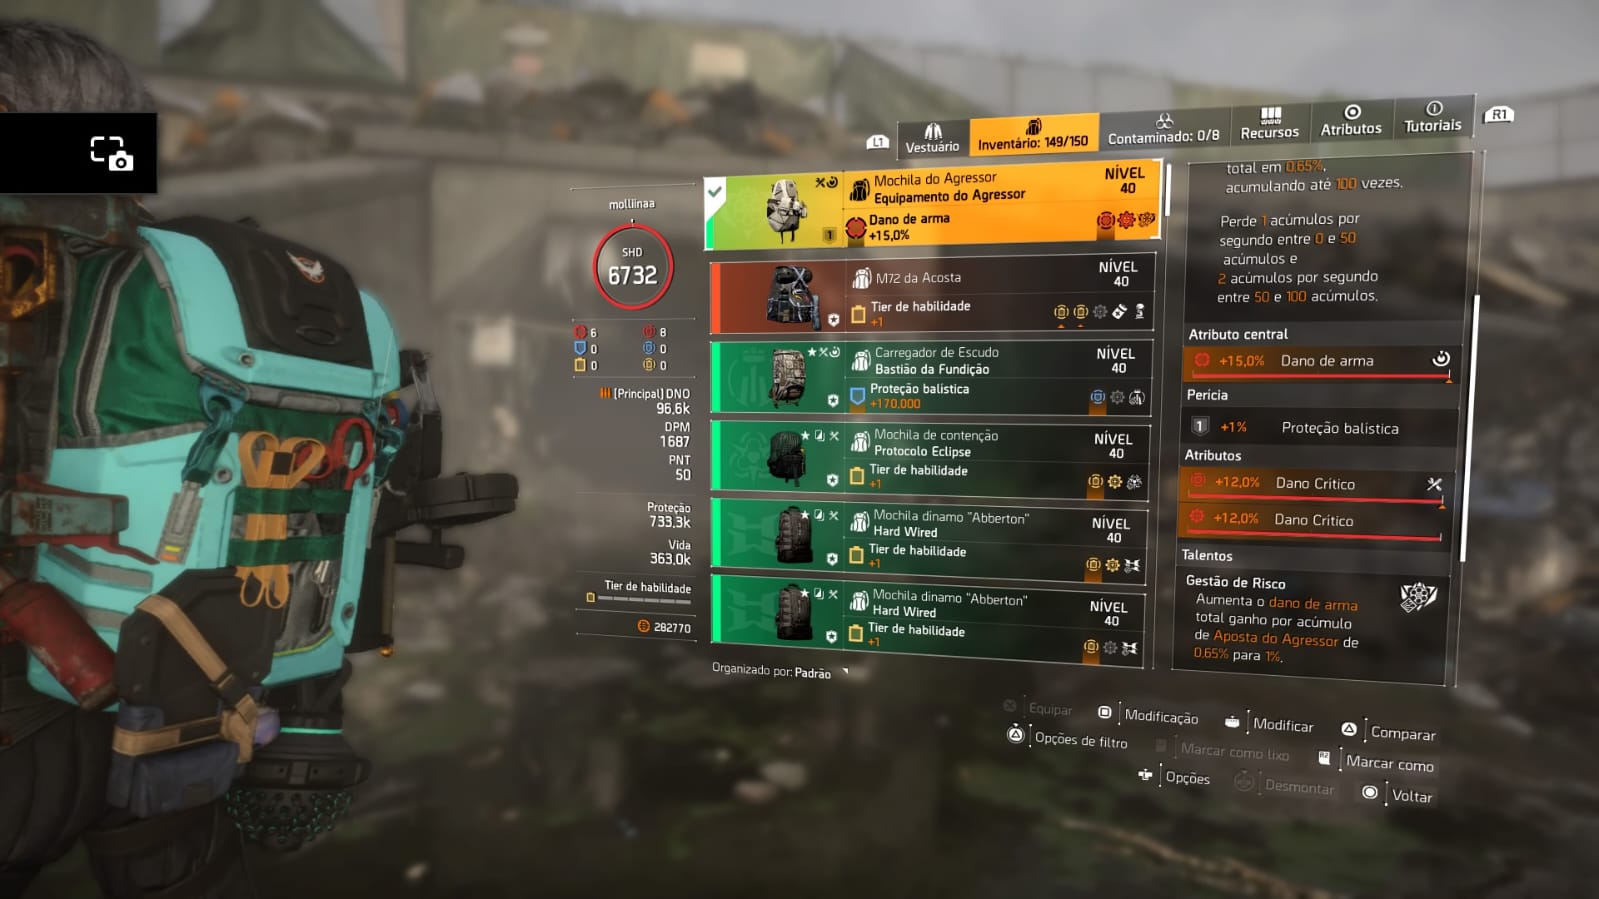 L1
Vestuário
Inventário: 149/150
Contaminado: 0/8
Recursos
Atributos
Tutoriais
R1
molliinaa
SHD
6732
6 8
0 0
0 0
[Principal] DNO
96,6k
DPM
1687
PNT
50
Proteção
733,3k
Vida
363,0k
Tier de habilidade
282770
Mochila do Agressor
Equipamento do Agressor
NÍVEL
40
Dano de arma
+15,0%
1
M72 da Acosta
NÍVEL
40
Tier de habilidade
+1
Carregador de Escudo
Bastião da Fundição
NÍVEL
40
Proteção balística
+170.000
Mochila de contenção
Protocolo Eclipse
NÍVEL
40
Tier de habilidade
+1
Mochila dínamo "Abberton"
Hard Wired
NÍVEL
40
Tier de habilidade
+1
Mochila dínamo "Abberton"
Hard Wired
NÍVEL
40
Tier de habilidade
+1
Organizado por: Padrão
total em 0.65%,
acumulando até 100 vezes.
Perde 1 acúmulos por
segundo entre 0 e 50
acúmulos e
2 acúmulos por segundo
entre 50 e 100 acúmulos.
Atributo central
+15,0% Dano de arma
Perícia
1 +1% Proteção balística
Atributos
+12,0% Dano Crítico
+12,0% Dano Crítico
Talentos
Gestão de Risco
Aumenta o dano de arma
total ganho por acúmulo
de Aposta do Agressor de
0.65% para 1%.
Equipar
Modificação
Modificar
Comparar
Opções de filtro
Marcar como lixo
R2
Marcar como
Opções
Desmontar
Voltar